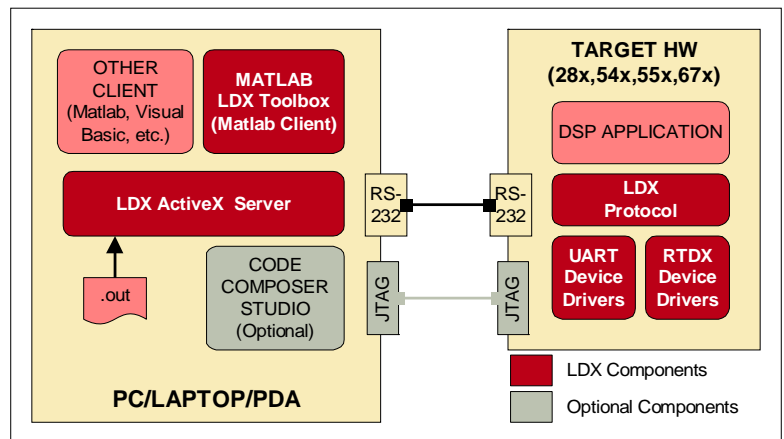 OTHER
CLIENT
(Matlab, Visual
Basic, etc.)
MATLAB
LDX Toolbox
(Matlab Client)
LDX ActiveX Server
.out
CODE
COMPOSER
STUDIO
(Optional)
PC/LAPTOP/PDA
RS-
232
JTAG
RS-
232
JTAG
TARGET HW
(28x,54x,55x,67x)
DSP APPLICATION
LDX
Protocol
UART
Device
Drivers
RTDX
Device
Drivers
LDX Components
Optional Components